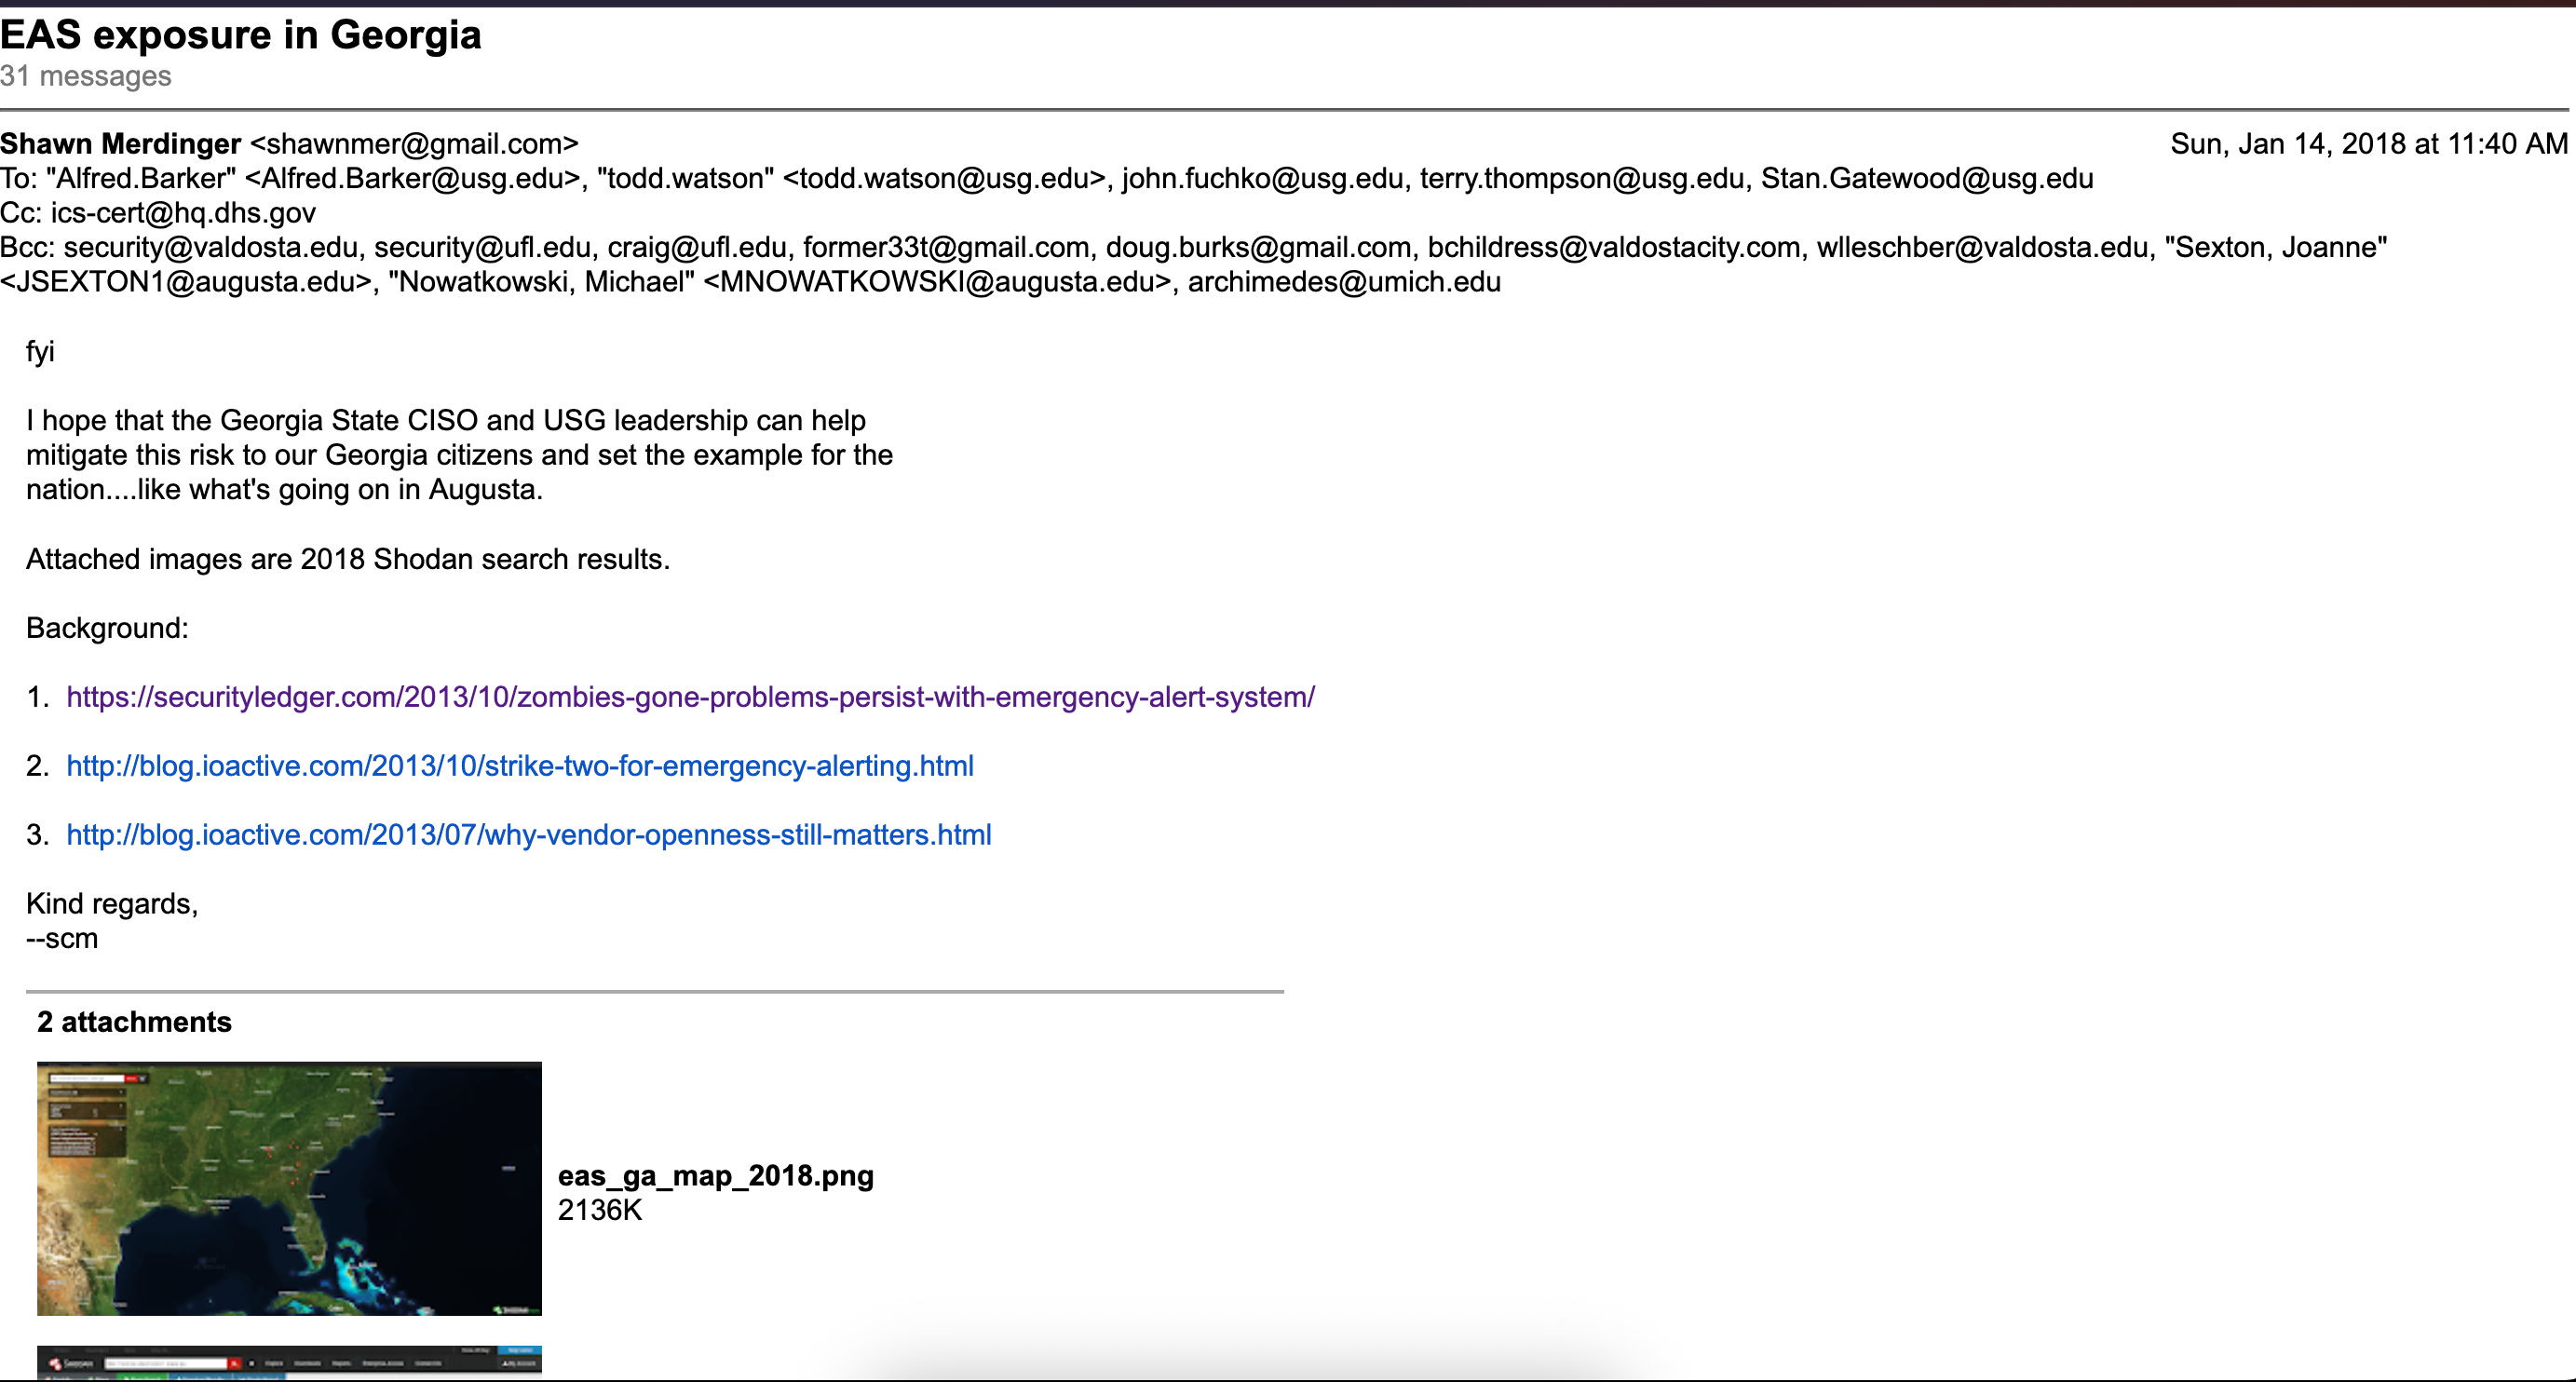 EAS exposure in Georgia
31 messages
Shawn Merdinger <shawnmer@gmail.com>
Sun, Jan 14, 2018 at 11:40 AM
To: "Alfred.Barker" <Alfred.Barker@usg.edu>, "todd.watson" <todd.watson@usg.edu>, john.fuchko@usg.edu, terry.thompson@usg.edu, Stan.Gatewood@usg.edu
Cc: ics-cert@hq.dhs.gov
Bcc: security@valdosta.edu, security@ufl.edu, craig@ufl.edu, former33t@gmail.com, doug.burks@gmail.com, bchildress@valdostacity.com, wlleschber@valdosta.edu, "Sexton, Joanne"
<JSEXTON1@augusta.edu>, "Nowatkowski, Michael" <MNOWATKOWSKI@augusta.edu>, archimedes@umich.edu
fyi
I hope that the Georgia State CISO and USG leadership can help
mitigate this risk to our Georgia citizens and set the example for the
nation....like what's going on in Augusta.
Attached images are 2018 Shodan search results.
Background:
1. https://securityledger.com/2013/10/zombies-gone-problems-persist-with-emergency-alert-system/
2. http://blog.ioactive.com/2013/10/strike-two-for-emergency-alerting.html
3. http://blog.ioactive.com/2013/07/why-vendor-openness-still-matters.html
Kind regards,
--scm
2 attachments
eas_ga_map_2018.png
2136K